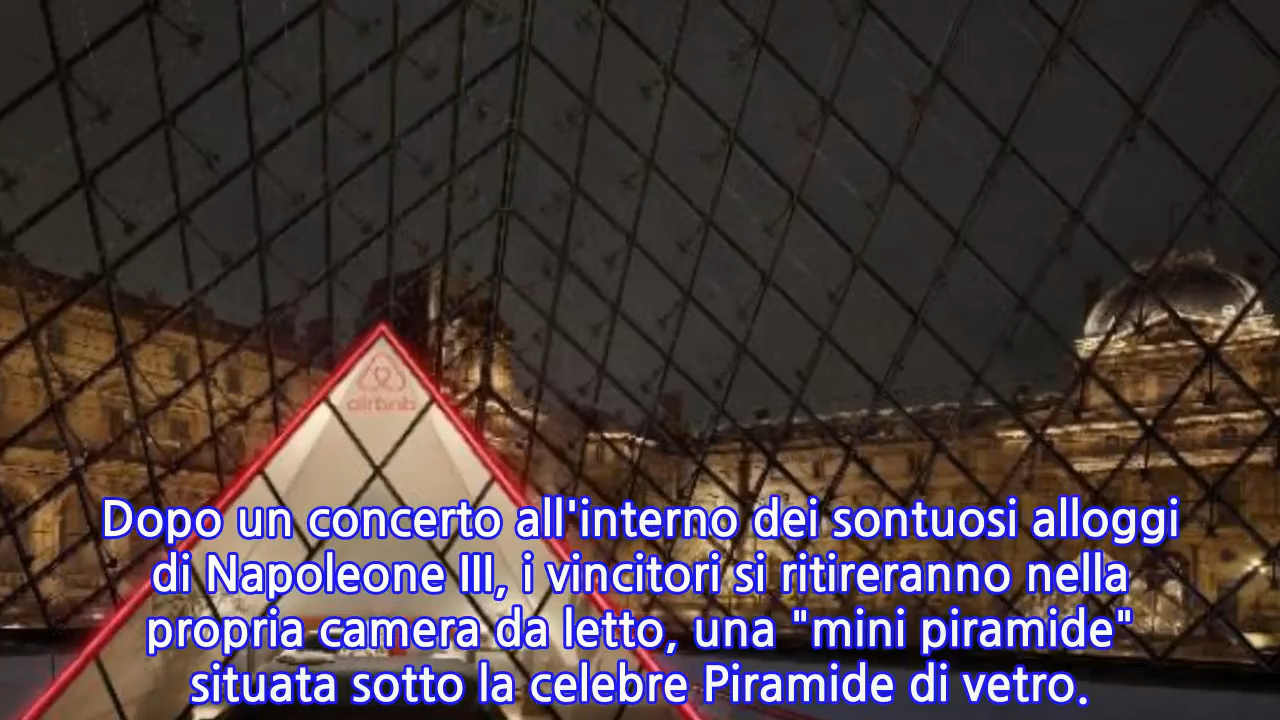 airbnb
Dopo un concerto all'interno dei sontuosi alloggi
di Napoleone III, i vincitori si ritireranno nella
propria camera da letto, una "mini piramide"
situata sotto la celebre Piramide di vetro.